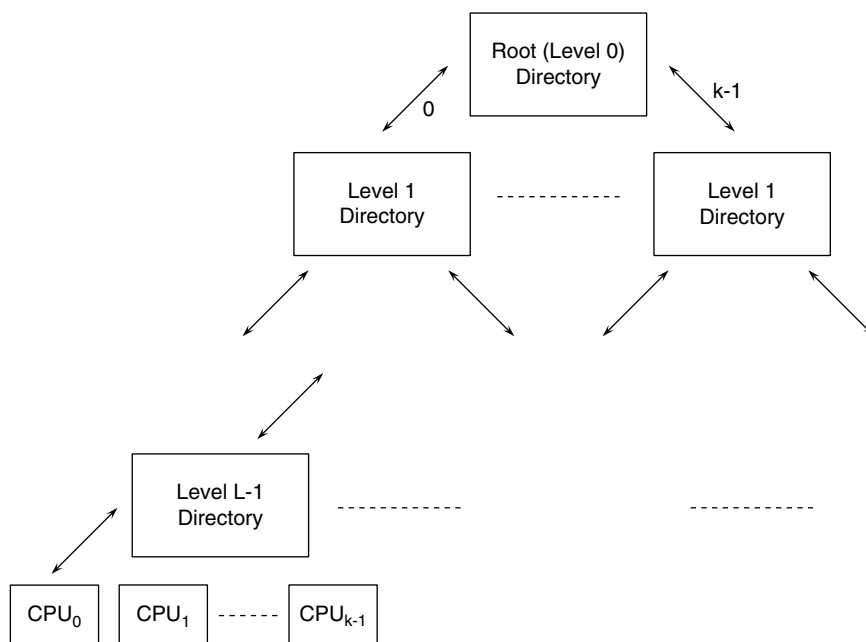 Root (Level 0)
Directory
0
k-1
Level 1
Directory
Level 1
Directory
Level L-1
Directory
CPU0
CPU1
CPUk-1